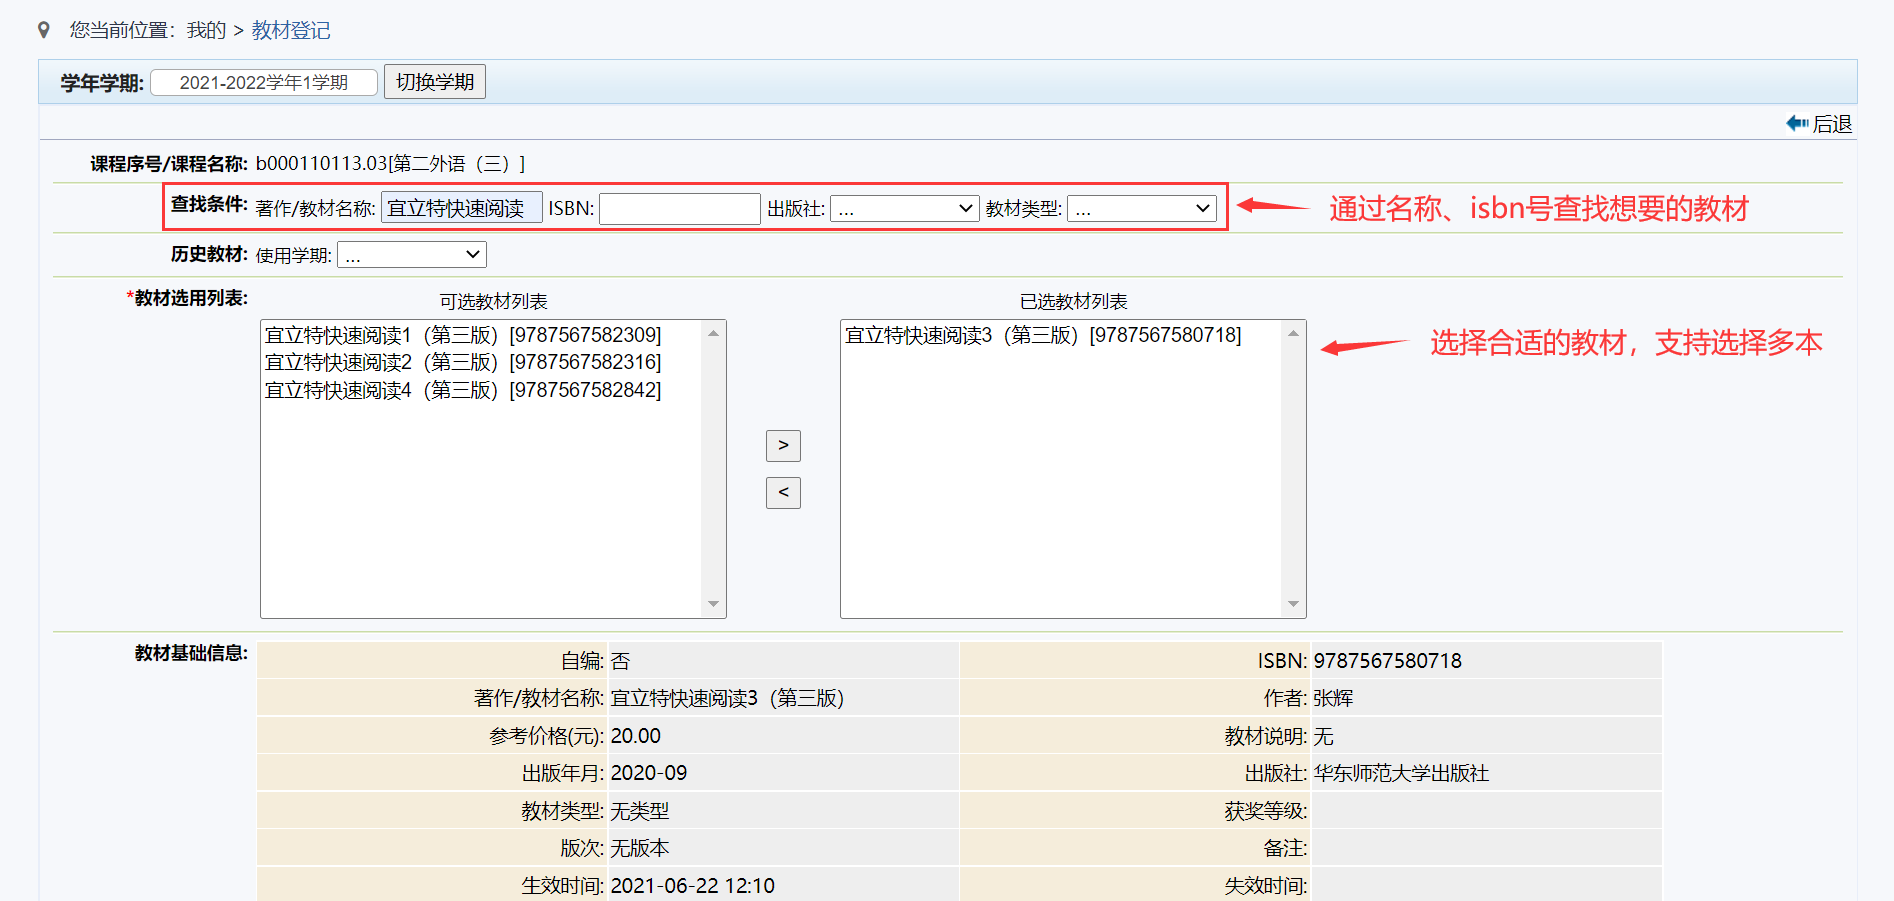 您当前位置：我的 > 教材登记
学年学期: 2021-2022学年1学期 切换学期
后退
课程序号/课程名称: b000110113.03[第二外语（三）]
查找条件: 著作/教材名称: 宜立特快速阅读 ISBN: 出版社: ... 教材类型: ...
通过名称、isbn号查找想要的教材
历史教材: 使用学期: ...
*教材选用列表: 可选教材列表 已选教材列表
宜立特快速阅读1（第三版）[9787567582309]
宜立特快速阅读2（第三版）[9787567582316]
宜立特快速阅读4（第三版）[9787567582842]
>
<
宜立特快速阅读3（第三版）[9787567580718]
选择合适的教材，支持选择多本
教材基础信息: 自编: 否 ISBN: 9787567580718
著作/教材名称: 宜立特快速阅读3（第三版） 作者: 张辉
参考价格(元): 20.00 教材说明: 无
出版年月: 2020-09 出版社: 华东师范大学出版社
教材类型: 无类型 获奖等级:
版次: 无版本 备注:
生效时间: 2021-06-22 12:10 失效时间: